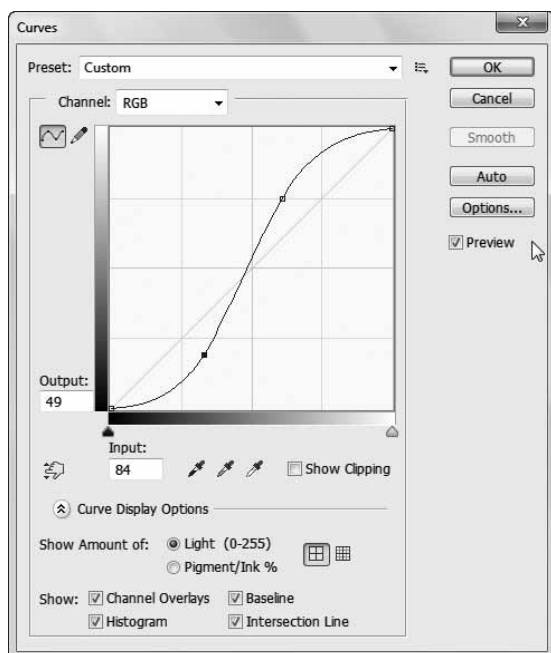 Curves
Preset: Custom
OK
Channel: RGB
Cancel
Smooth
Auto
Options...
Preview
Output:
49
Input:
84
Show Clipping
Curve Display Options
Show Amount of: Light (0-255)
Pigment/Ink %
Show: Channel Overlays Baseline
Histogram Intersection Line